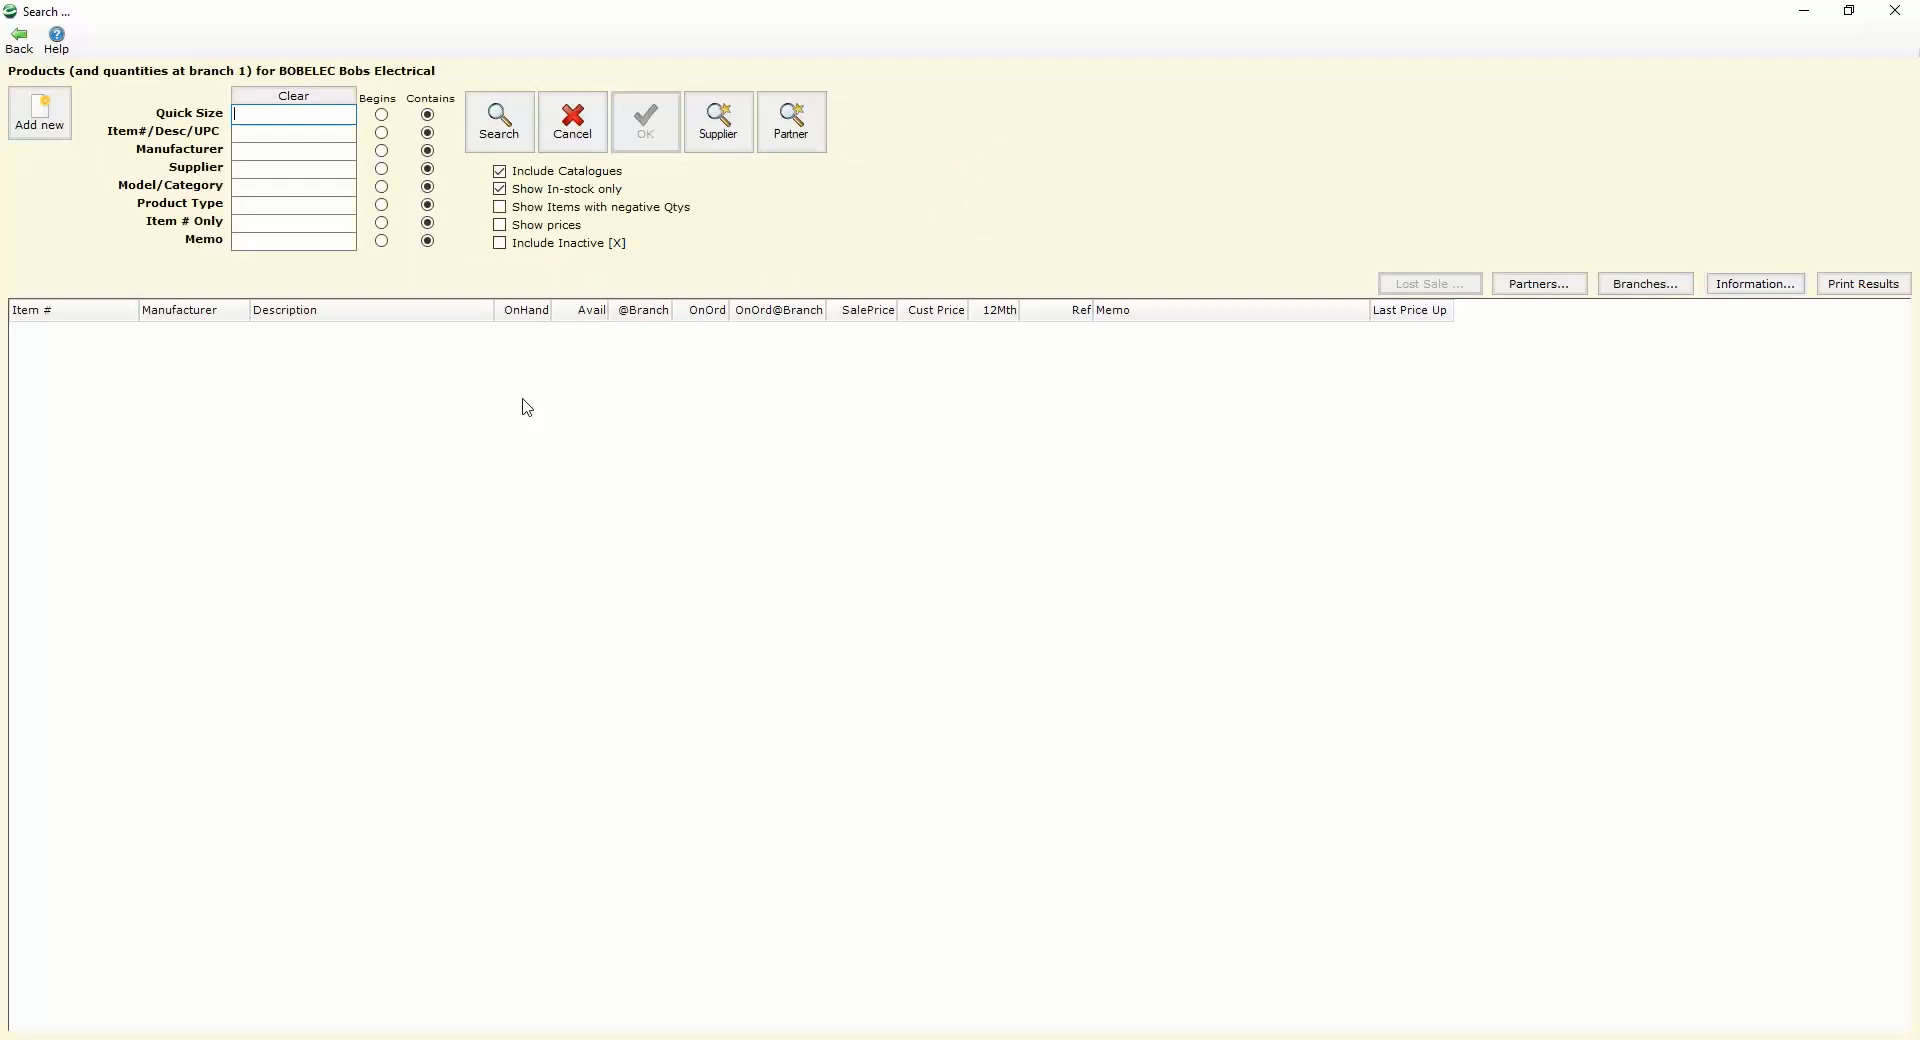 Search ...
Back Help
Products (and quantities at branch 1) for BOBELEC Bobs Electrical
Add new
Clear Begins Contains
Quick Size
Item#/Desc/UPC
Manufacturer
Supplier
Model/Category
Product Type
Item # Only
Memo
Search Cancel OK Supplier Partner
Include Catalogues
Show In-stock only
Show Items with negative Qtys
Show prices
Include Inactive [X]
Lost Sale ... Partners... Branches... Information... Print Results
Item # Manufacturer Description OnHand Avail @Branch OnOrd OnOrd@Branch SalePrice Cust Price 12Mth Ref Memo Last Price Up